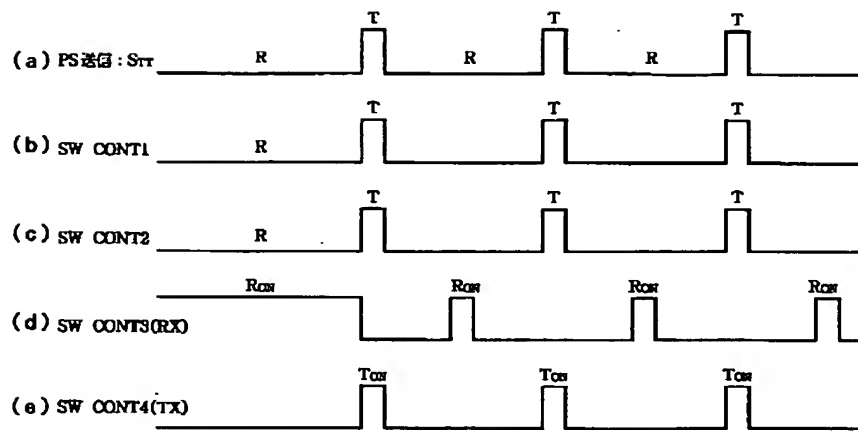 T T T
(a) PS送信:STT R R R
T T T
(b) SW CONT1 R
T T T
(c) SW CONT2 R
RON RON RON RON
(d) SW CONT3(RX)
TON TON TON
(e) SW CONT4(TX)